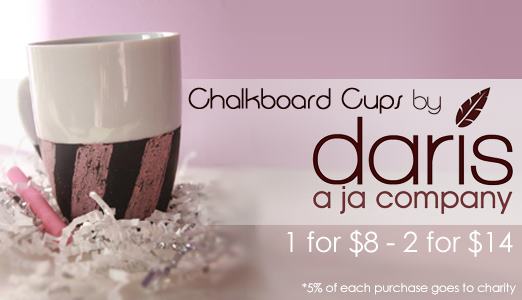 Chalkboard Cups by
daris
a ja company
1 for $8 - 2 for $14
*5% of each purchase goes to charity